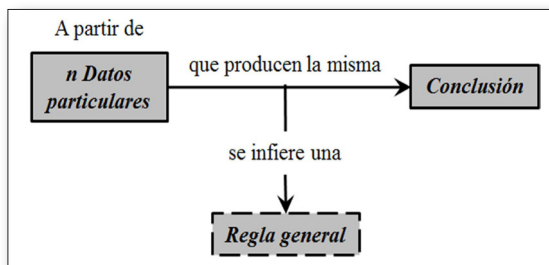 A partir de
n Datos
particulares
que producen la misma
Conclusión
se infiere una
Regla general